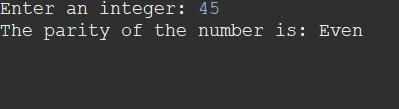 Enter an integer: 45
The parity of the number is: Even